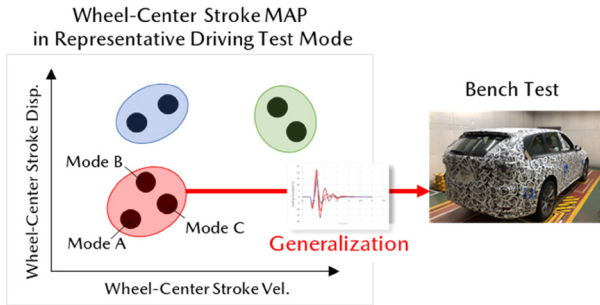 Wheel-Center Stroke MAP
in Representative Driving Test Mode
Wheel-Center Stroke Disp.
Mode B
Mode C
Mode A
Wheel-Center Stroke Vel.
Generalization
Bench Test